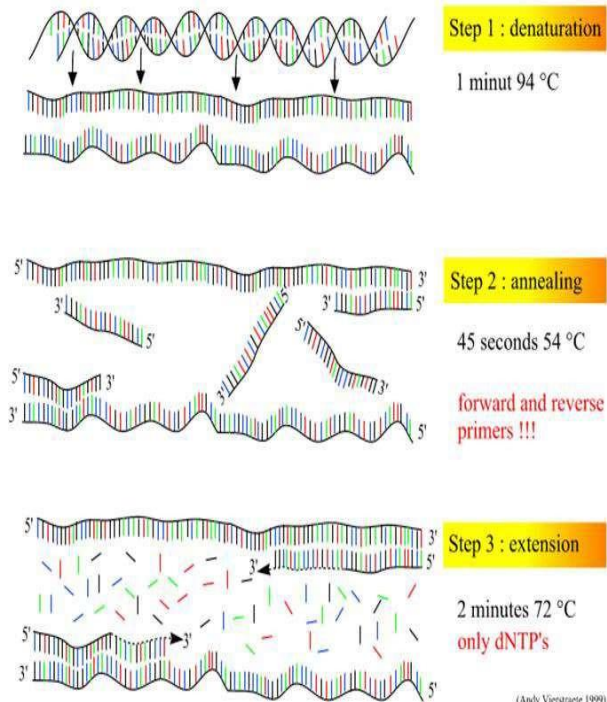 Step 1 : denaturation
1 minut 94 °C
5'
3'
Step 2 : annealing
3'
5'
5'
5'
3'
5'
45 seconds 54 °C
5'
3'
3'
3'
forward and reverse
primers !!!
3'
5'
5'
3'
Step 3 : extension
3'
5'
2 minutes 72 °C
only dNTP's
5'
3'
3'
5'
(Andy Vierstraete 1999)